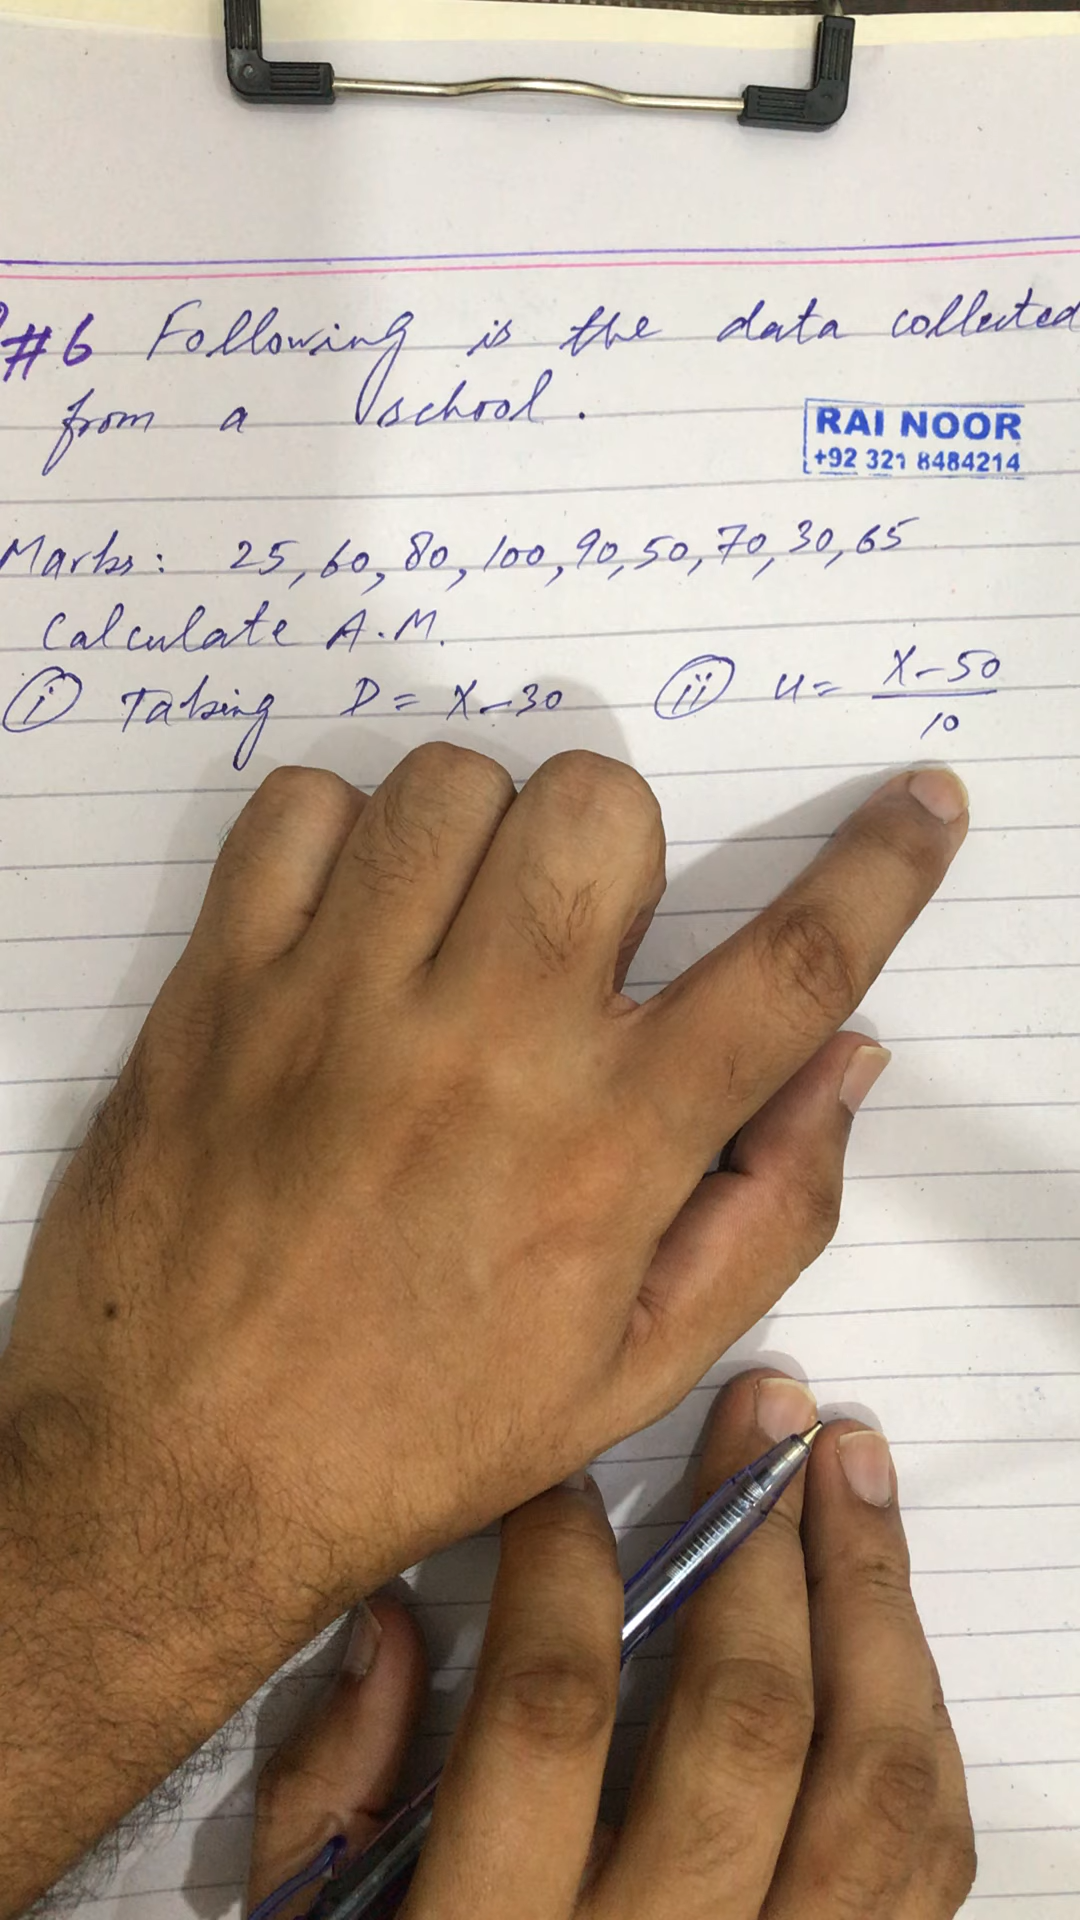 #6 Following is the data collected
from a school.
RAI NOOR
+92 321 8484214
Marks: 25, 60, 80, 100, 90, 50, 70, 30, 65
Calculate A.M.
(i) Taking D = X-30 (ii) u = X-50/10